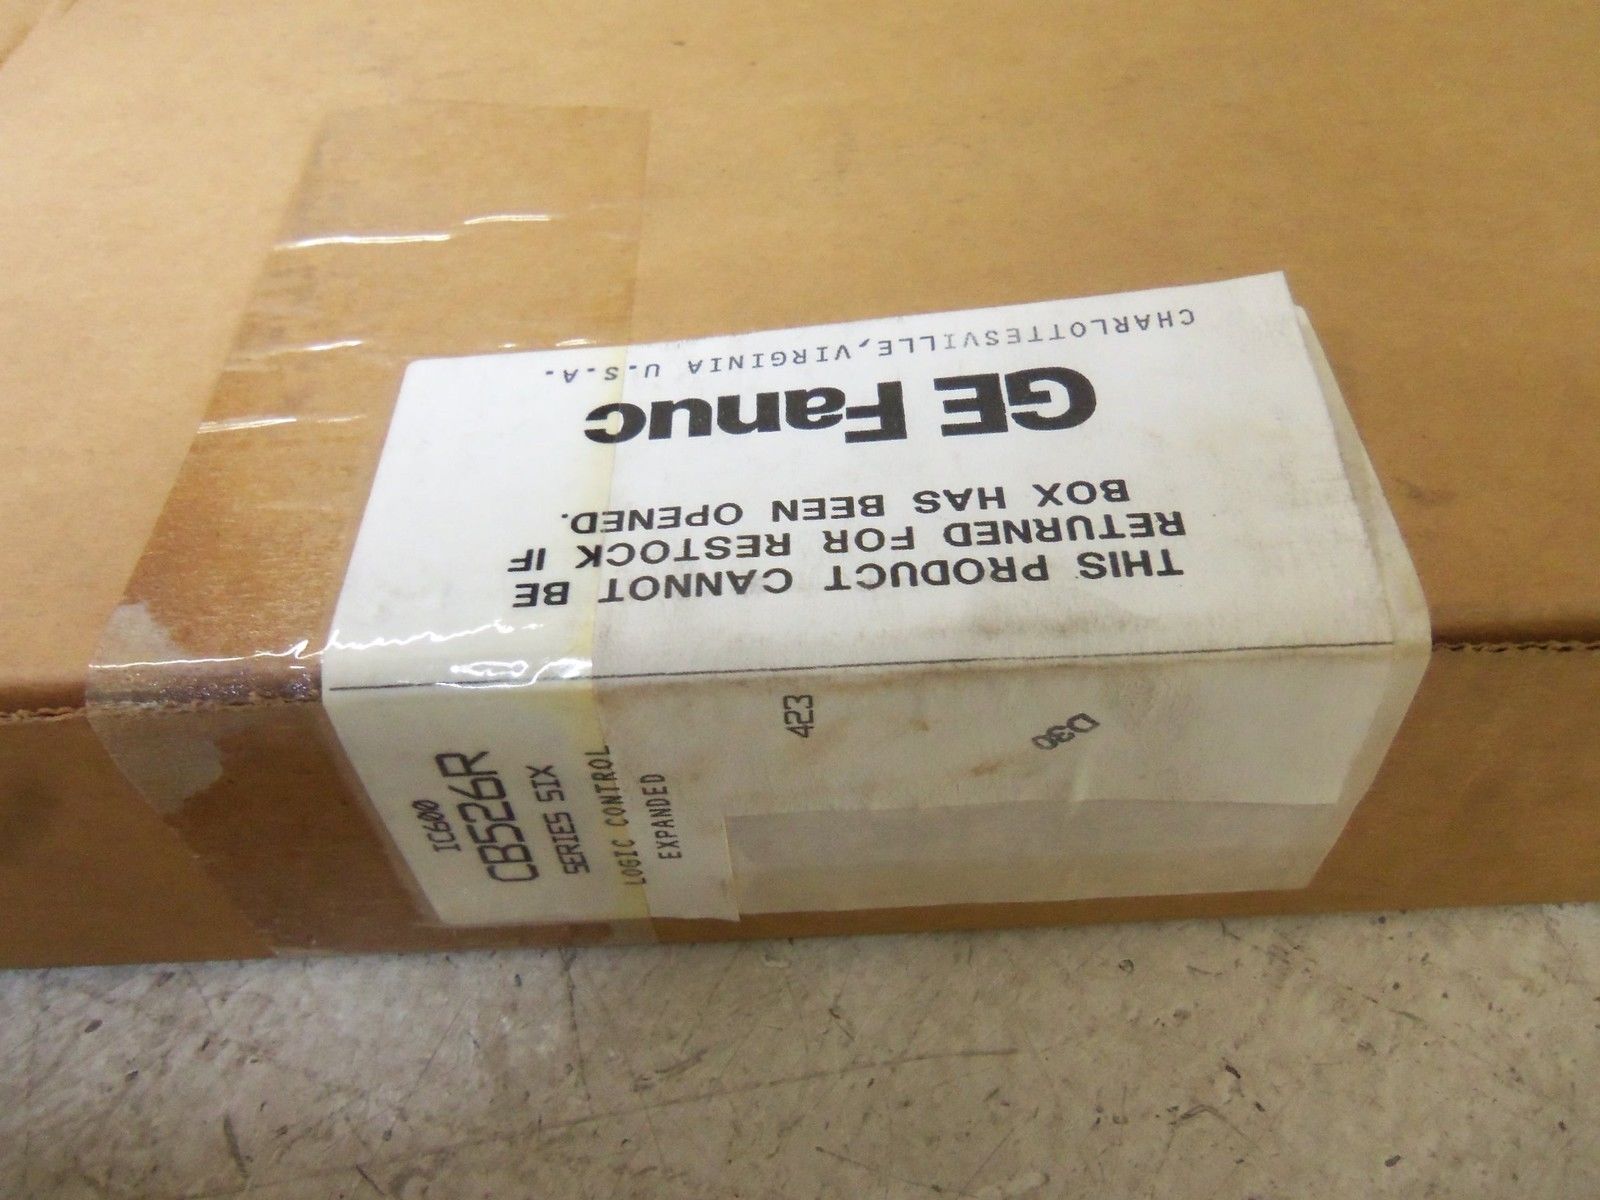 CHARLOTTESVILLE,VIRGINIA U.S.A.
GE Fanuc
THIS PRODUCT CANNOT BE
RETURNED FOR RESTOCK IF
BOX HAS BEEN OPENED.
IC600
CB526R
SERIES SIX
LOGIC CONTROL
EXPANDED
423
D30